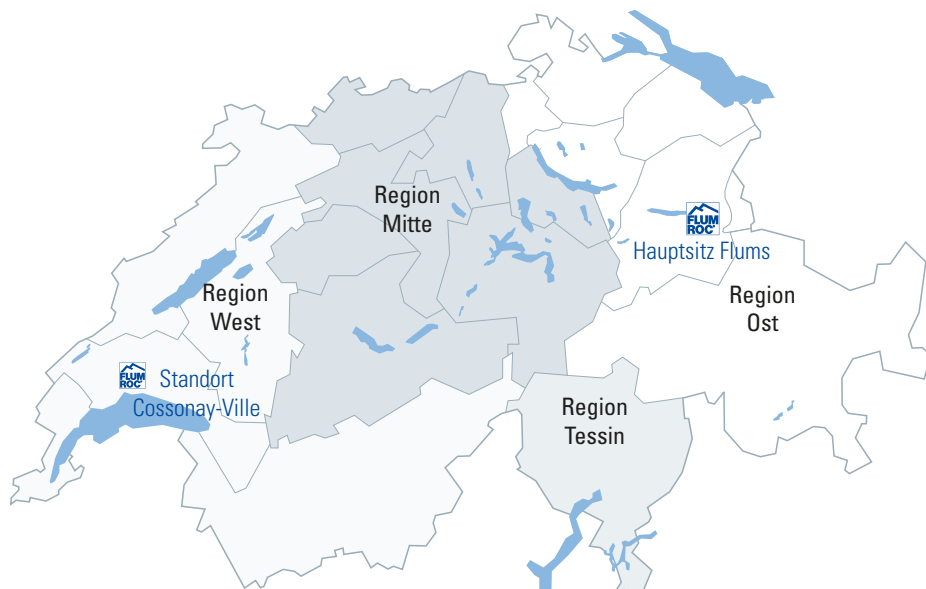 Region
Mitte
FLUM
ROC®
Hauptsitz Flums
Region
West
Region
Ost
FLUM
ROC®
Standort
Cossonay-Ville
Region
Tessin